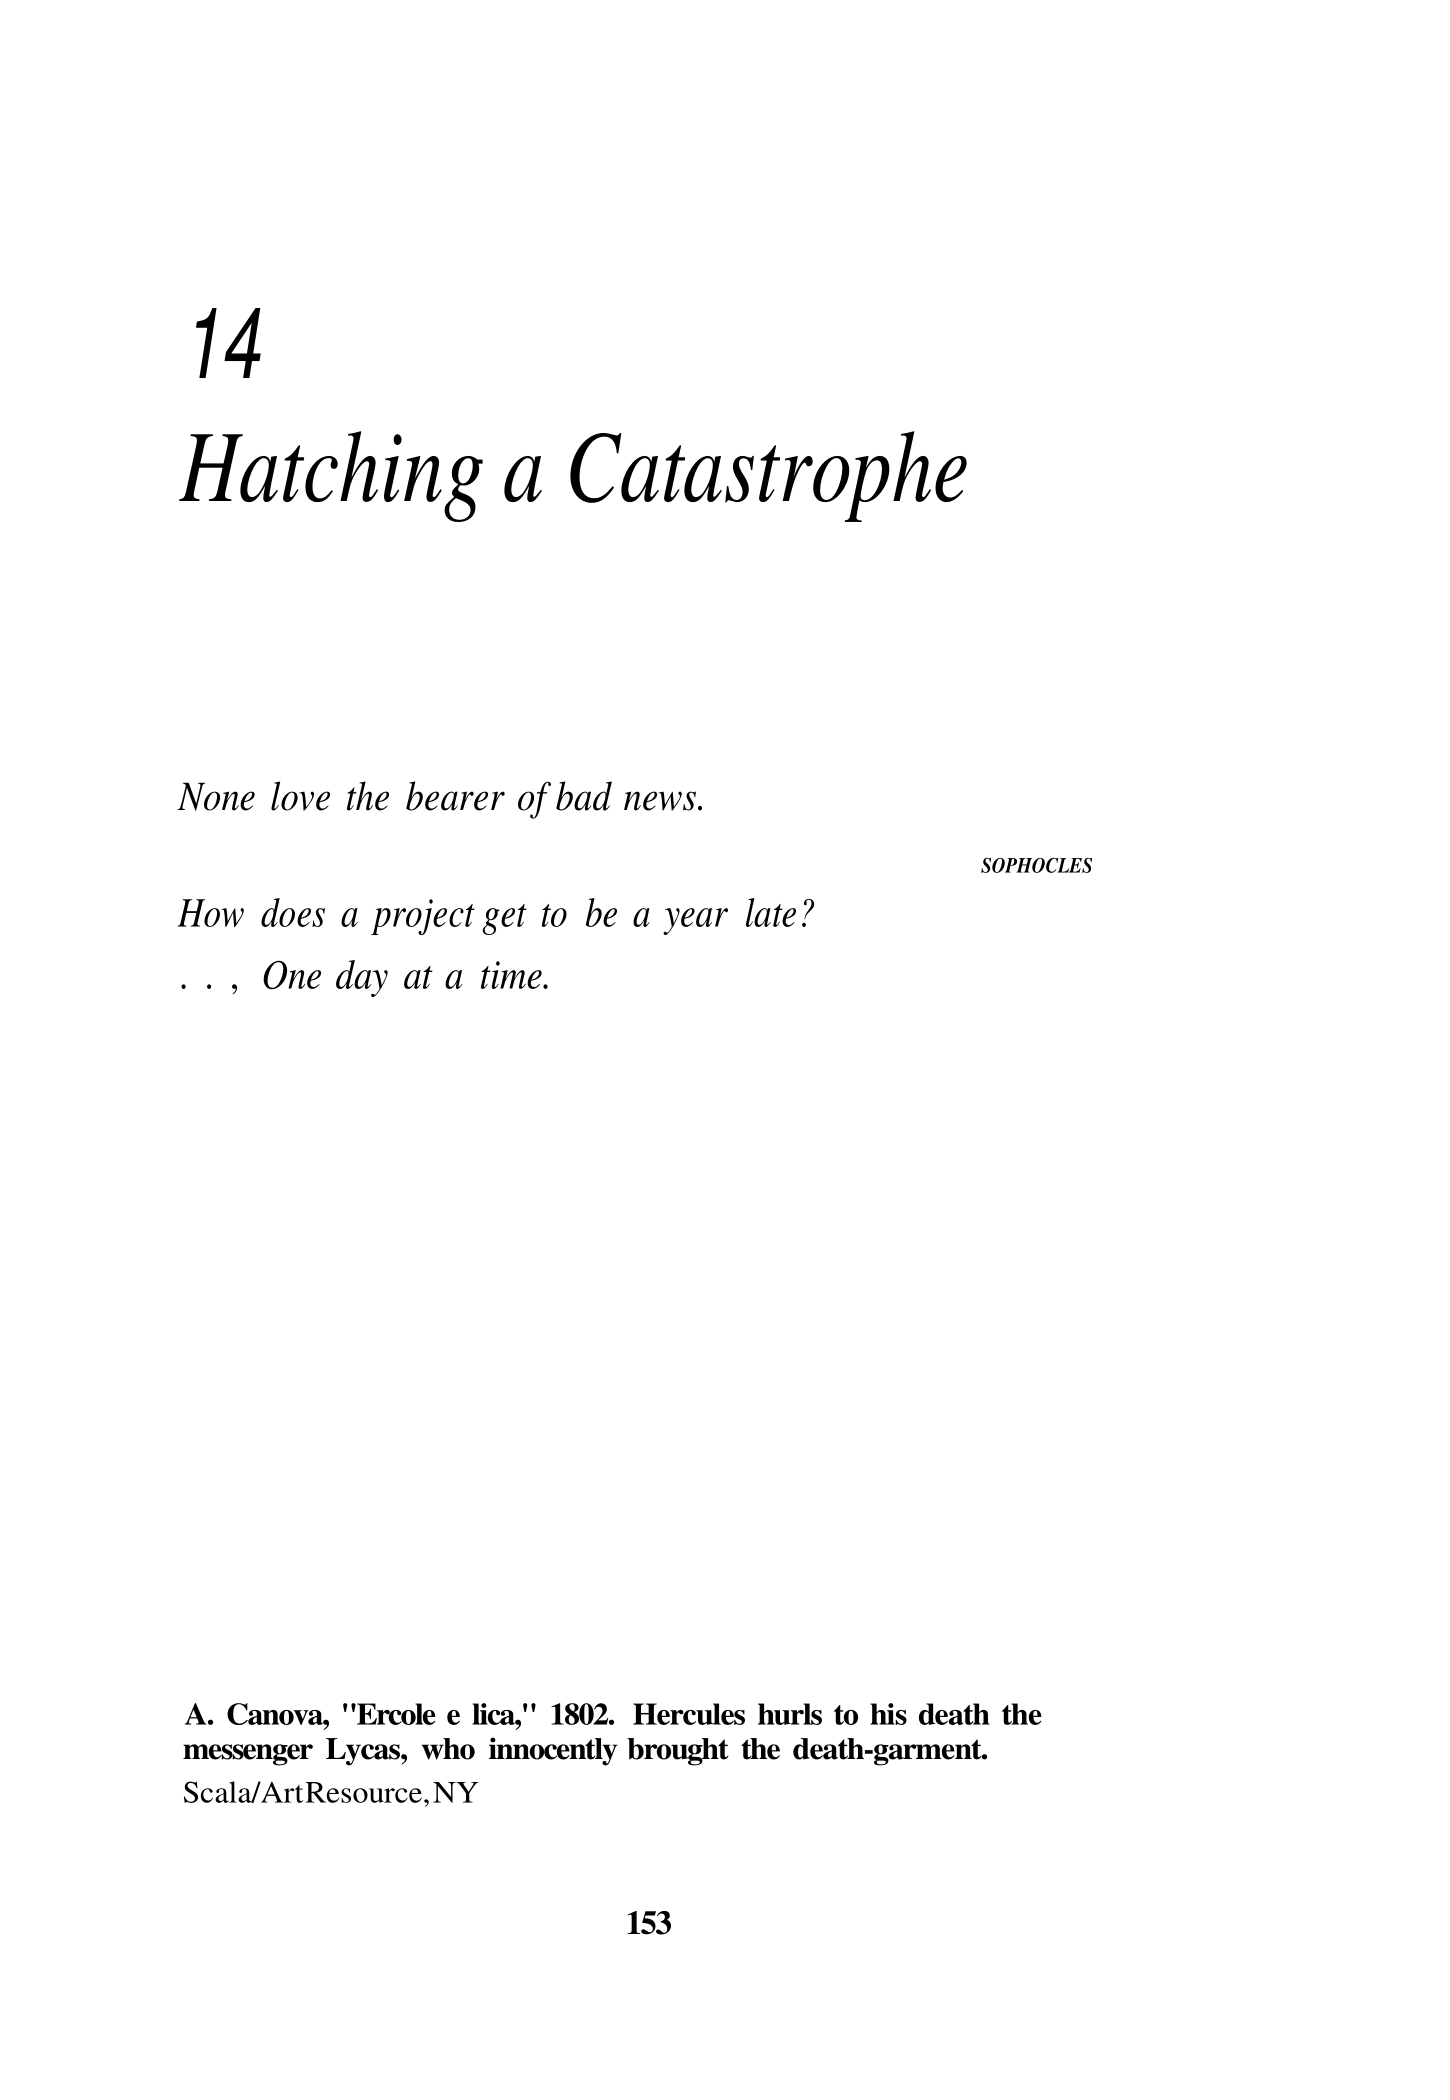 14
Hatching a Catastrophe
None love the bearer of bad news.
SOPHOCLES
How does a project get to be a year late?
. . , One day at a time.
A. Canova, "Ercole e lica," 1802. Hercules hurls to his death the
messenger Lycas, who innocently brought the death-garment.
Scala/Art Resource, NY
153